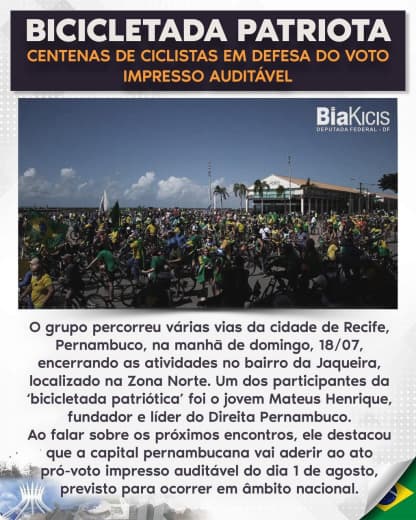 BICICLETADA PATRIOTA
CENTENAS DE CICLISTAS EM DEFESA DO VOTO
IMPRESSO AUDITÁVEL
BiaKicis
DEPUTADA FEDERAL - DF
O grupo percorreu várias vias da cidade de Recife,
Pernambuco, na manhã de domingo, 18/07,
encerrando as atividades no bairro da Jaqueira,
localizado na Zona Norte. Um dos participantes da
'bicicletada patriótica' foi o jovem Mateus Henrique,
fundador e líder do Direita Pernambuco.
Ao falar sobre os próximos encontros, ele destacou
que a capital pernambucana vai aderir ao ato
pró-voto impresso auditável do dia 1 de agosto,
previsto para ocorrer em âmbito nacional.